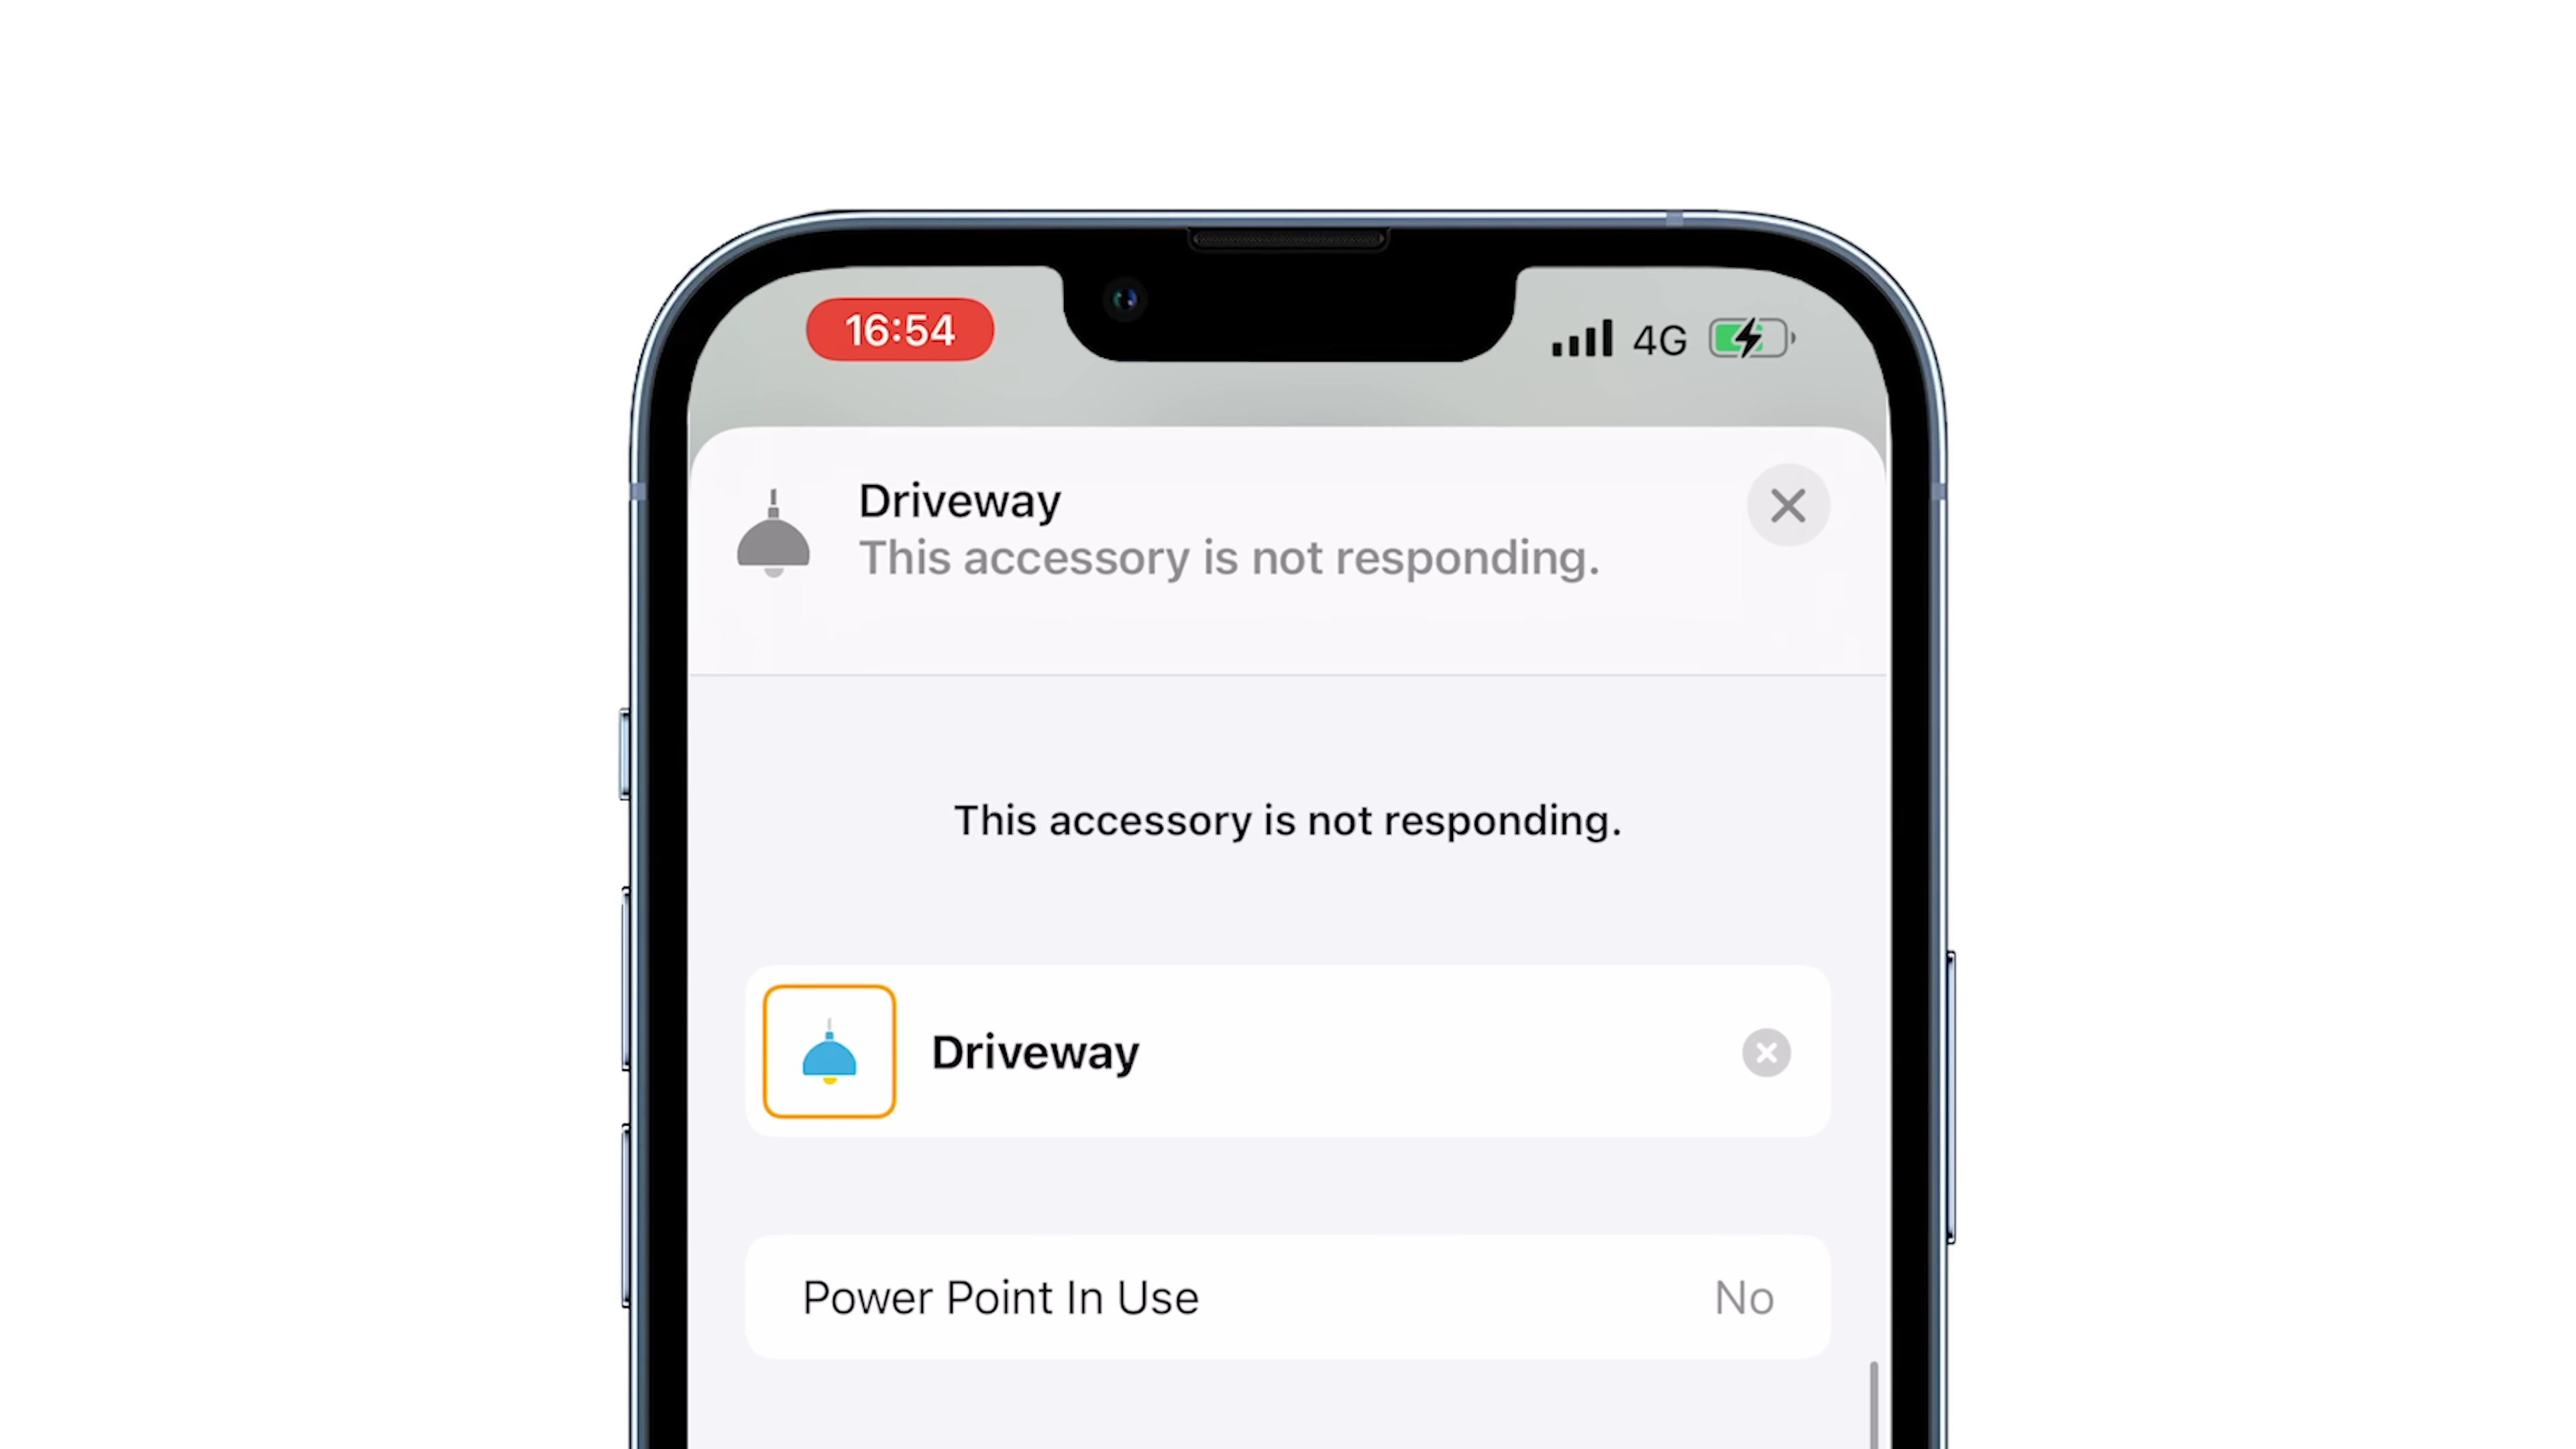 16:54
4G
Driveway
This accessory is not responding.
This accessory is not responding.
Driveway
Power Point In Use
No